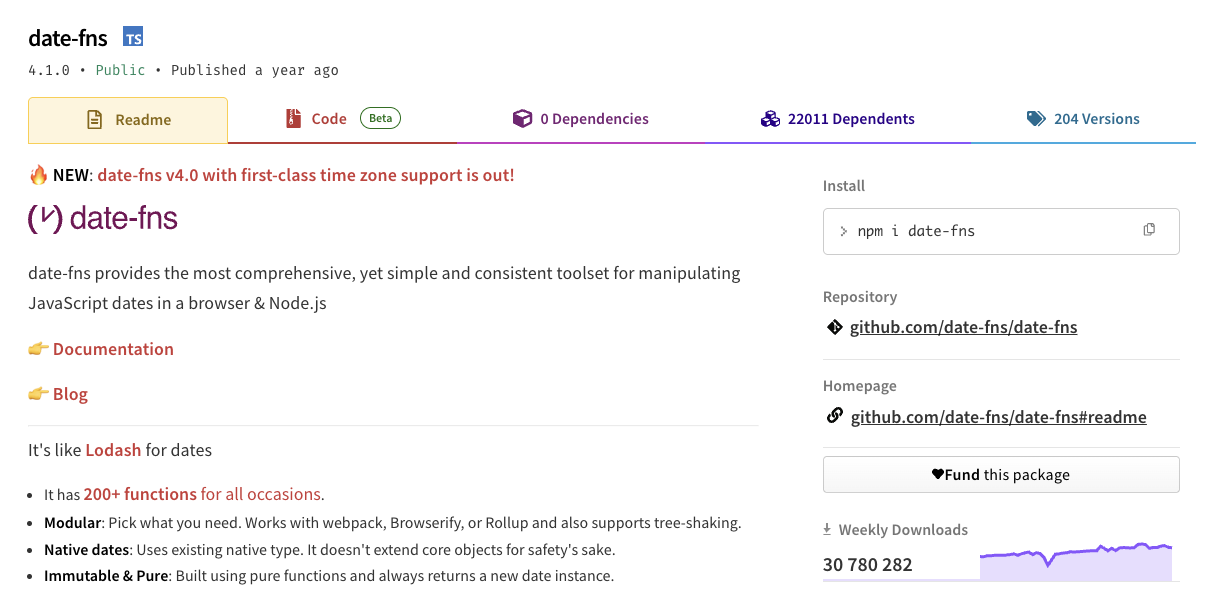 date-fns TS
4.1.0 • Public • Published a year ago
Readme
Code Beta
0 Dependencies
22011 Dependents
204 Versions
🔥 NEW: date-fns v4.0 with first-class time zone support is out!
date-fns
date-fns provides the most comprehensive, yet simple and consistent toolset for manipulating
JavaScript dates in a browser & Node.js
👉 Documentation
👉 Blog
It's like Lodash for dates
• It has 200+ functions for all occasions.
• Modular: Pick what you need. Works with webpack, Browserify, or Rollup and also supports tree-shaking.
• Native dates: Uses existing native type. It doesn't extend core objects for safety's sake.
• Immutable & Pure: Built using pure functions and always returns a new date instance.
Install
> npm i date-fns
Repository
github.com/date-fns/date-fns
Homepage
github.com/date-fns/date-fns#readme
♥Fund this package
Weekly Downloads
30 780 282